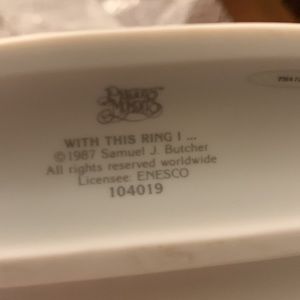 Precious
Moments
WITH THIS RING I ...
©1987 Samuel J. Butcher
All rights reserved worldwide
Licensee: ENESCO
104019